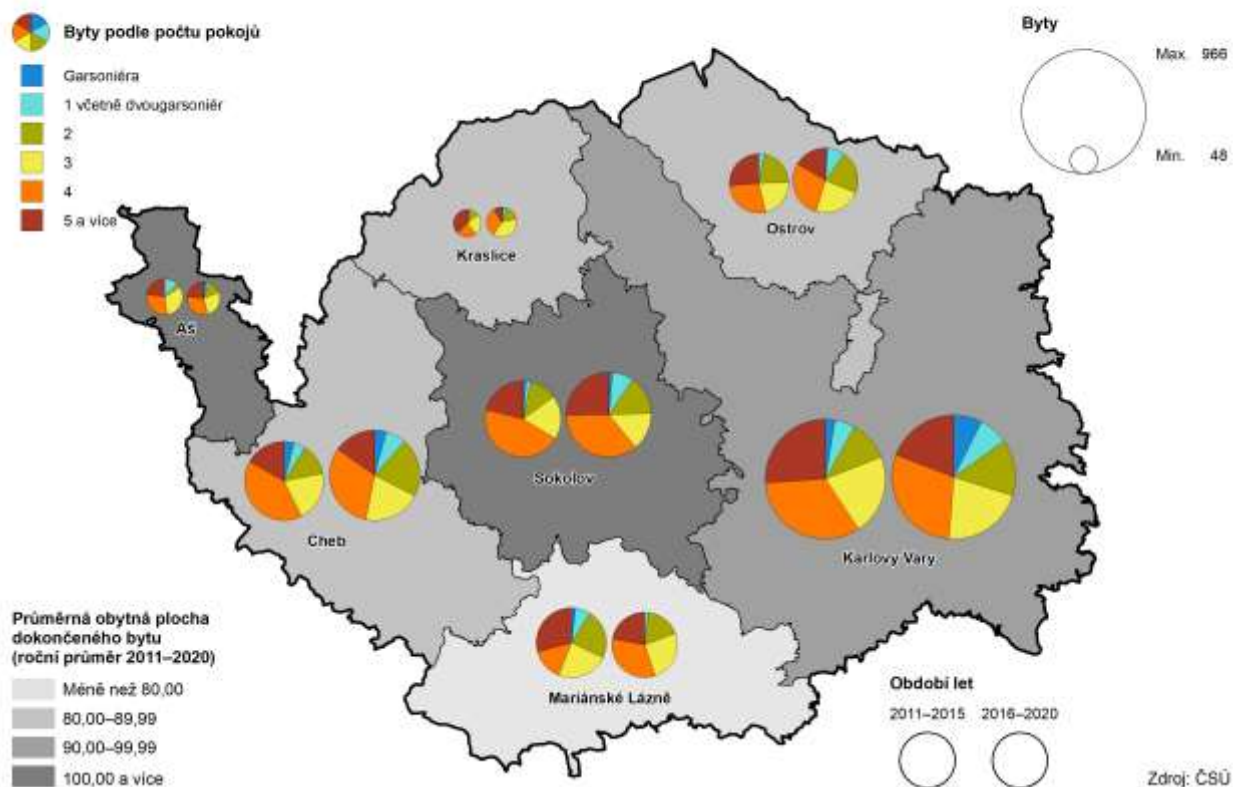 Byty podle počtu pokojů
Garsoniéra
1 včetně dvougarsoniér
2
3
4
5 a více
Byty
Max. 966
Min. 48
Ostrov
Kraslice
Aš
Sokolov
Cheb
Karlovy Vary
Mariánské Lázně
Průměrná obytná plocha
dokončeného bytu
(roční průměr 2011–2020)
Méně než 80,00
80,00–89,99
90,00–99,99
100,00 a více
Období let
2011–2015 2016–2020
Zdroj: ČSÚ